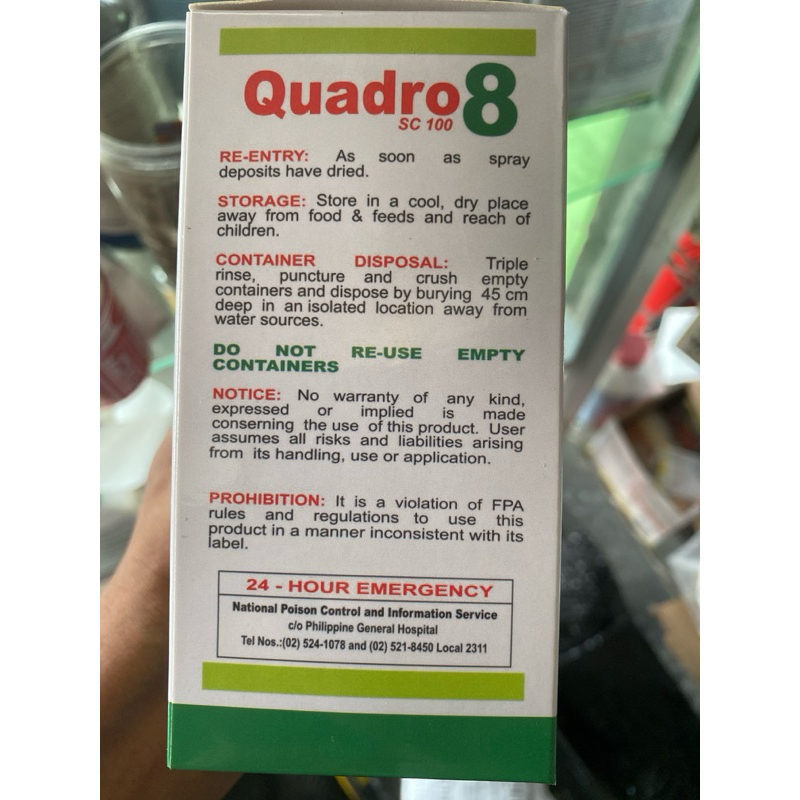 Quadro8
SC 100
RE-ENTRY: As soon as spray
deposits have dried.
STORAGE: Store in a cool, dry place
away from food & feeds and reach of
children.
CONTAINER DISPOSAL: Triple
rinse, puncture and crush empty
containers and dispose by burying 45 cm
deep in an isolated location away from
water sources.
DO NOT RE-USE EMPTY
CONTAINERS
NOTICE: No warranty of any kind,
expressed or implied is made
conserning the use of this product. User
assumes all risks and liabilities arising
from its handling, use or application.
PROHIBITION: It is a violation of FPA
rules and regulations to use this
product in a manner inconsistent with its
label.
24 - HOUR EMERGENCY
National Poison Control and Information Service
c/o Philippine General Hospital
Tel Nos.:(02) 524-1078 and (02) 521-8450 Local 2311